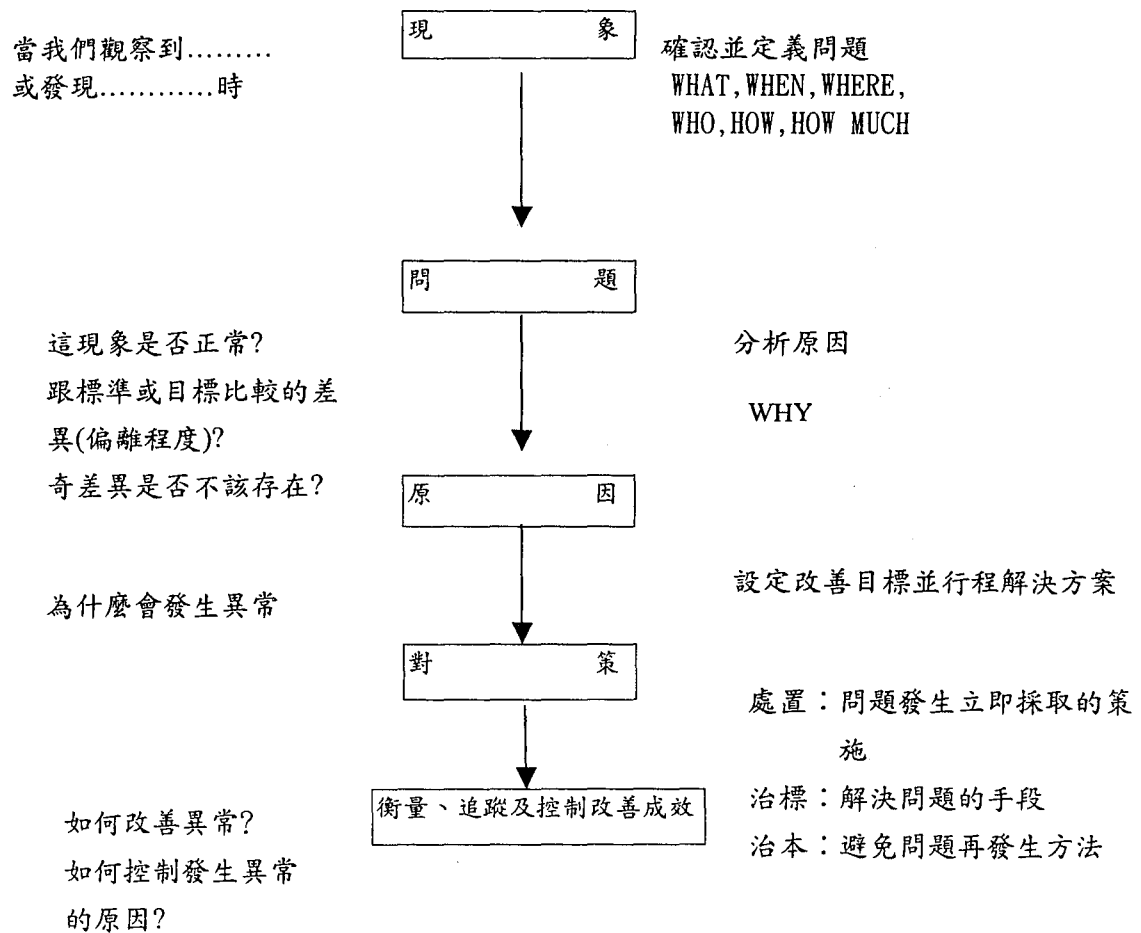 現 象
當我們觀察到.........
或發現............時
確認並定義問題
WHAT,WHEN,WHERE,
WHO,HOW,HOW MUCH
問 題
這現象是否正常?
跟標準或目標比較的差
異(偏離程度)?
奇差異是否不該存在?
分析原因
WHY
原 因
為什麼會發生異常
設定改善目標並行程解決方案
對 策
處置：問題發生立即採取的策
施
治標：解決問題的手段
治本：避免問題再發生方法
衡量、追蹤及控制改善成效
如何改善異常?
如何控制發生異常
的原因?